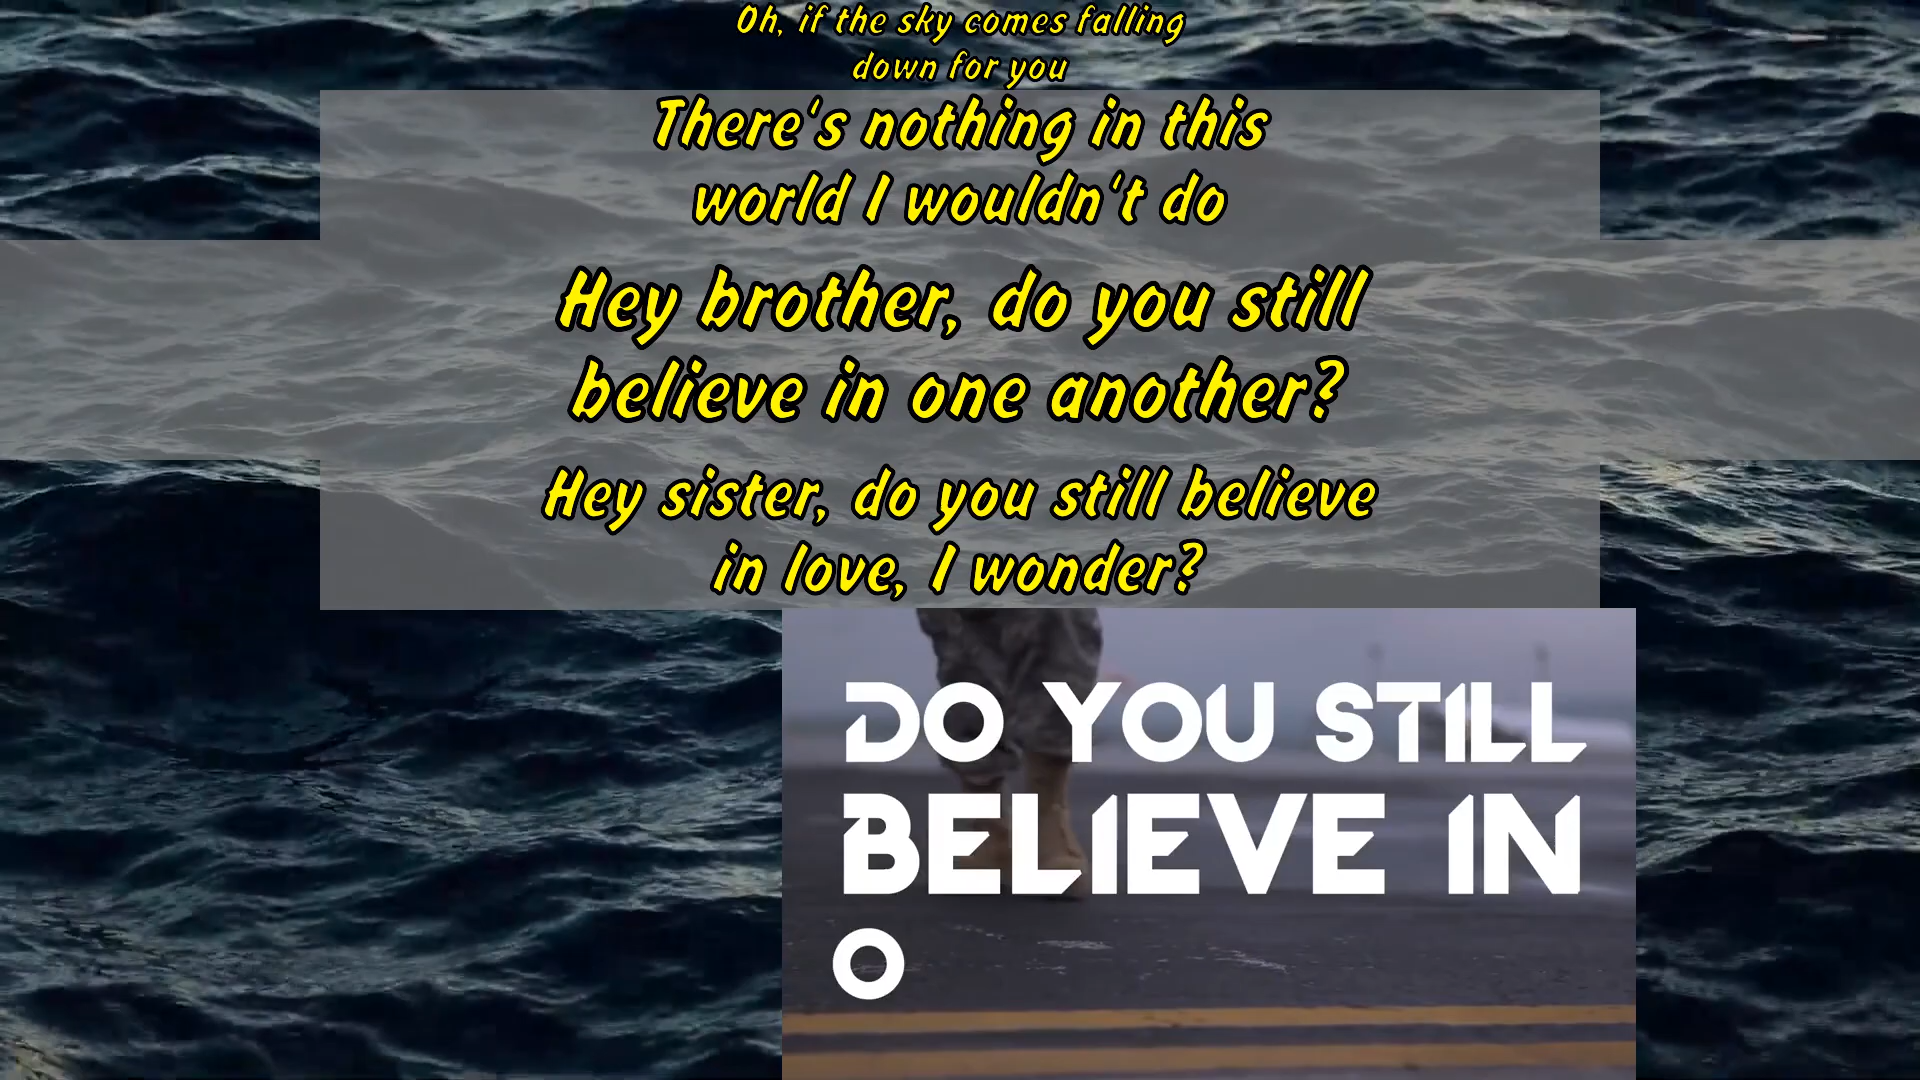 Oh, if the sky comes falling
down for you
There's nothing in this
world I wouldn't do
Hey brother, do you still
believe in one another?
Hey sister, do you still believe
in love, I wonder?
DO YOU STILL
BELIEVE IN
O